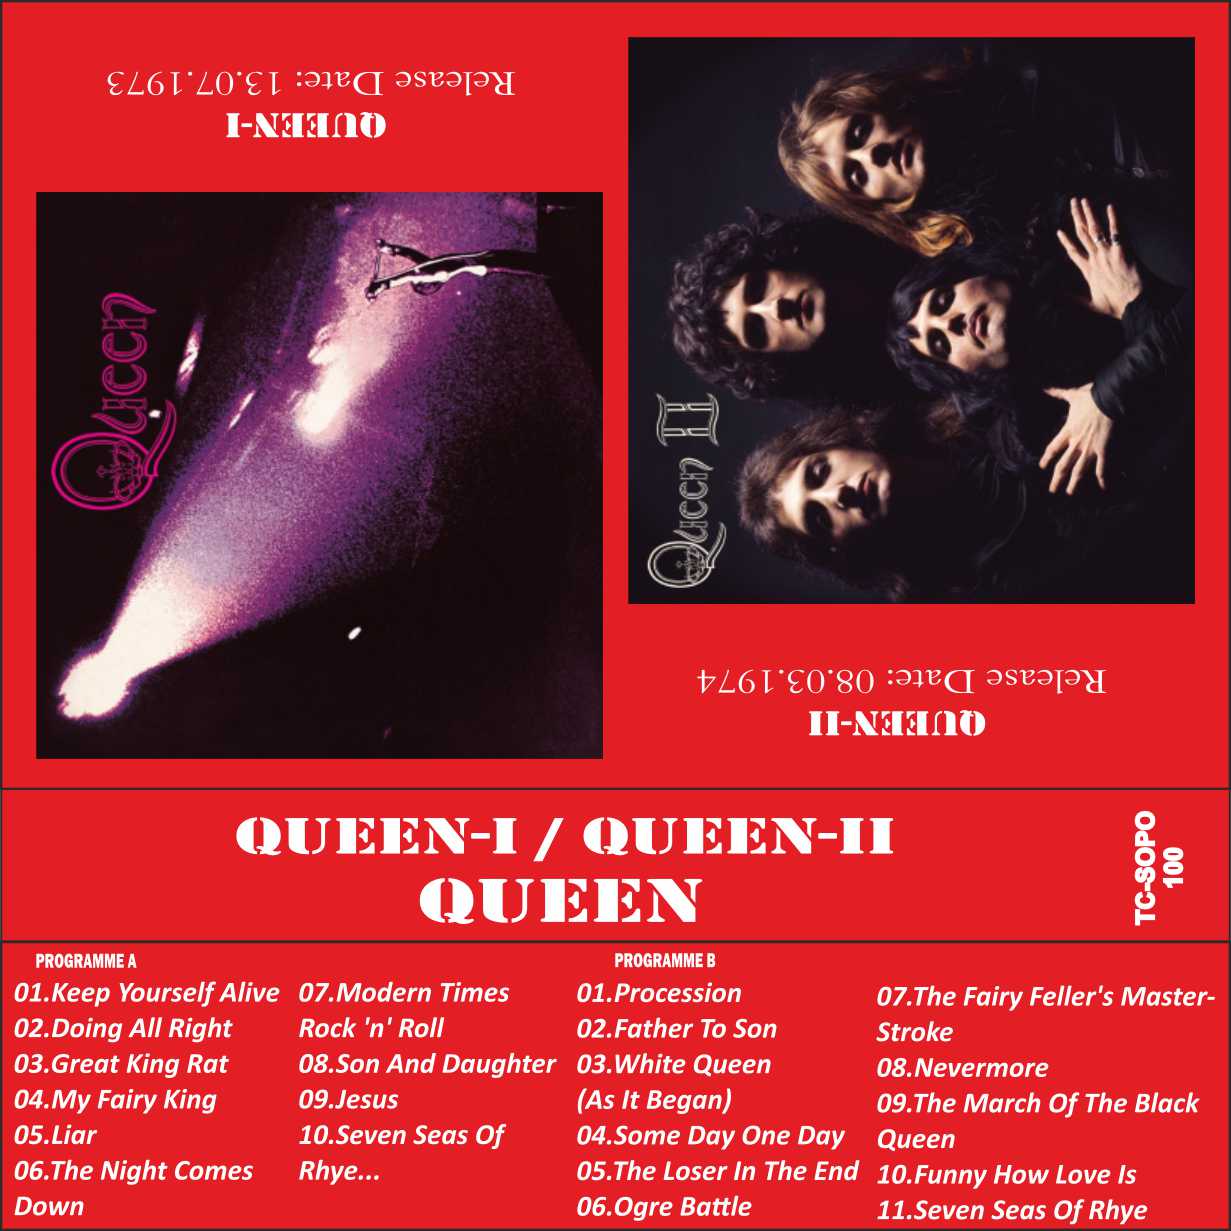 Release Date: 13.07.1973
QUEEN-I
Queen
Queen II
Release Date: 08.03.1974
QUEEN-II
QUEEN-I / QUEEN-II
QUEEN
TC-SOPO
100
PROGRAMME A
01.Keep Yourself Alive
02.Doing All Right
03.Great King Rat
04.My Fairy King
05.Liar
06.The Night Comes
Down
07.Modern Times
Rock 'n' Roll
08.Son And Daughter
09.Jesus
10.Seven Seas Of
Rhye...
PROGRAMME B
01.Procession
02.Father To Son
03.White Queen
(As It Began)
04.Some Day One Day
05.The Loser In The End
06.Ogre Battle
07.The Fairy Feller's Master-
Stroke
08.Nevermore
09.The March Of The Black
Queen
10.Funny How Love Is
11.Seven Seas Of Rhye